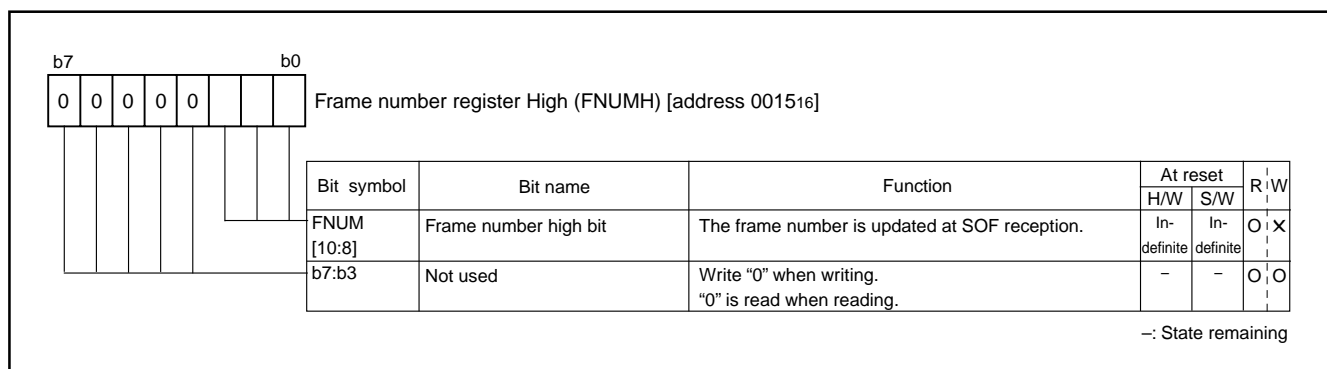 b7 b0
0 0 0 0 0
Frame number register High (FNUMH) [address 001516]
Bit symbol Bit name Function At reset R W
H/W S/W
FNUM Frame number high bit The frame number is updated at SOF reception. In- In- O ×
[10:8] definite definite
b7:b3 Not used Write “0” when writing. – – O O
“0” is read when reading.
–: State remaining